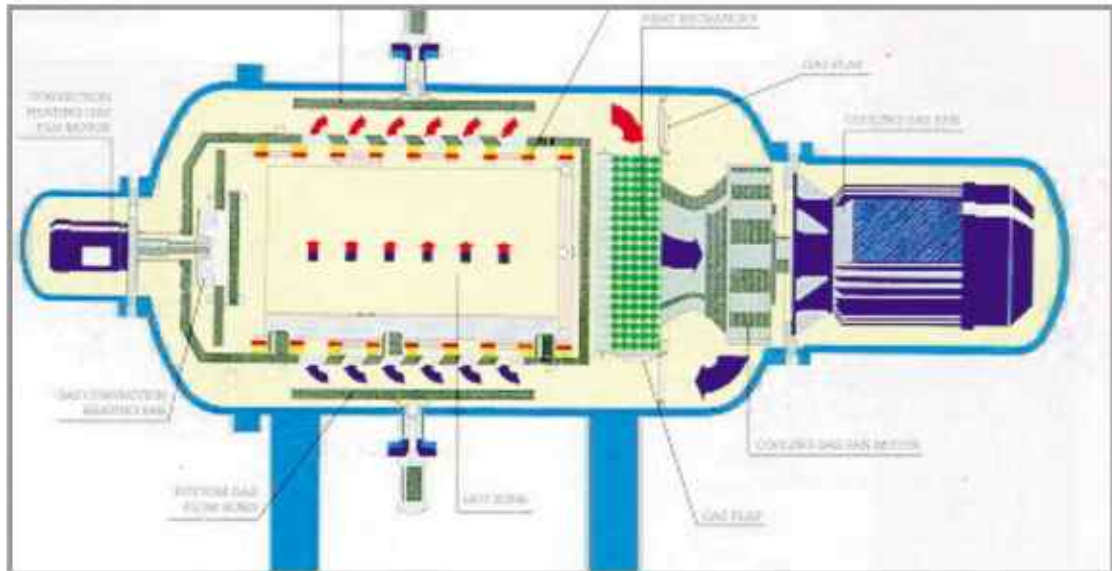 HEAT EXCHANGER
GAS FLAP
CONVECTION
HEATING GAS
FAN MOTOR
COOLING GAS FAN
GAS CONVECTION
HEATING FAN
COOLING GAS FAN MOTOR
BOTTOM GAS
FLOW
HOT ZONE
GAS FLAP